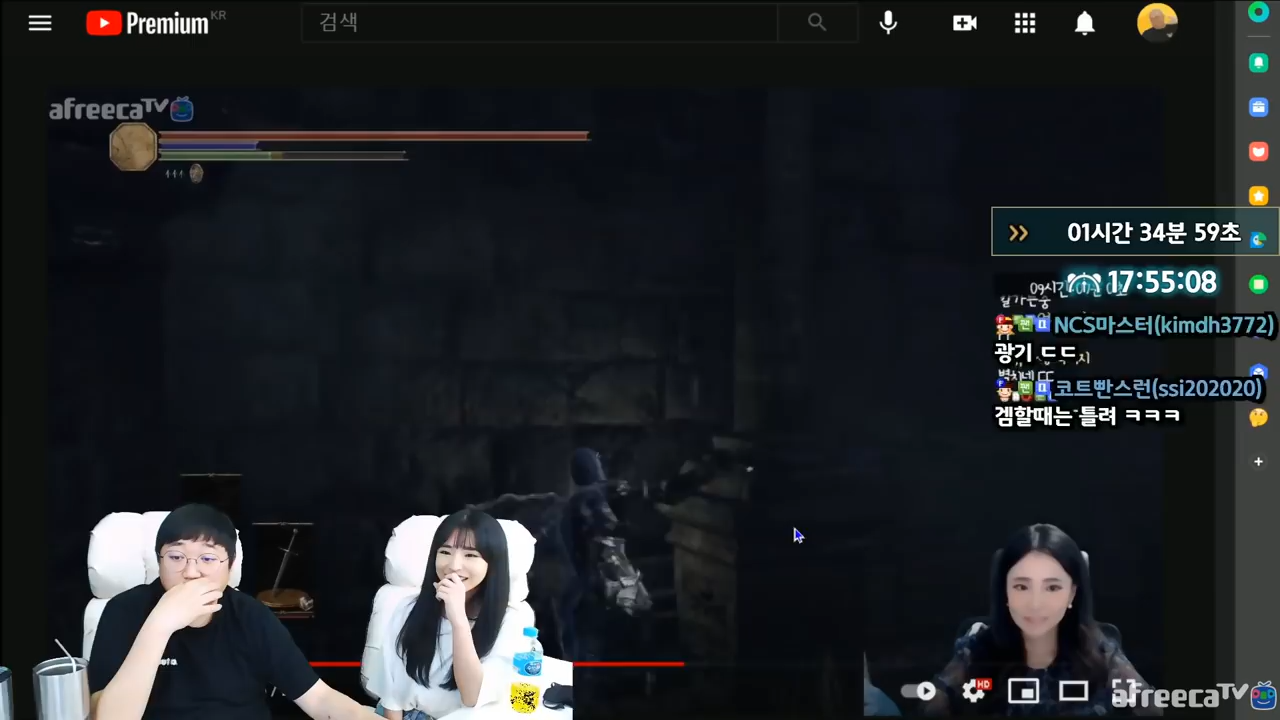 Premium KR
검색
afreecaTV
111
01시간 34분 59초
17:55:08
NCS마스터(kimdh3772)
광기 ㄷㄷ
코트빤스런(ssi202020)
겜할때는 틀려 ㅋㅋㅋ
HD
afreecaTV